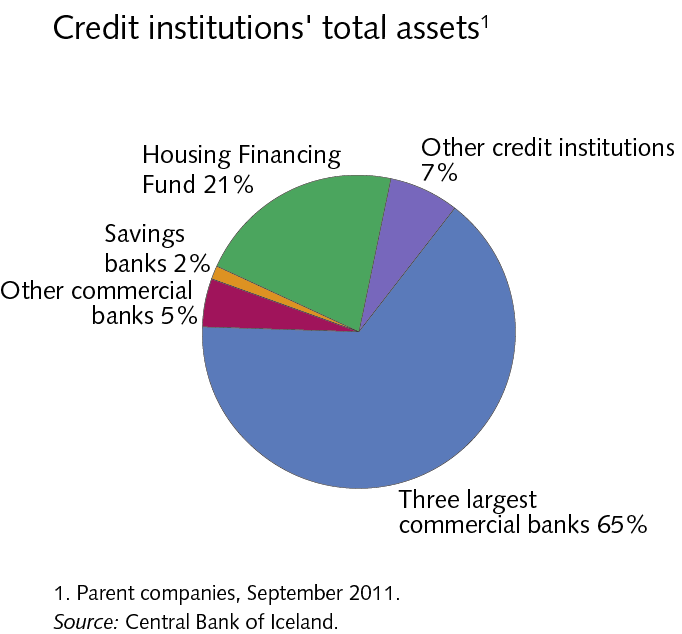 Credit institutions' total assets¹
Other credit institutions
7%
Housing Financing
Fund 21%
Savings
banks 2%
Other commercial
banks 5%
Three largest
commercial banks 65%
1. Parent companies, September 2011.
Source: Central Bank of Iceland.